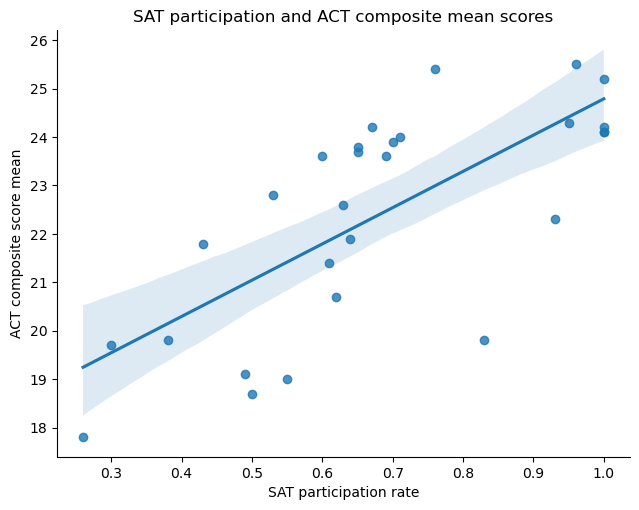 SAT participation and ACT composite mean scores
26
25
24
23
22
21
20
19
18
ACT composite score mean
0.3 0.4 0.5 0.6 0.7 0.8 0.9 1.0
SAT participation rate